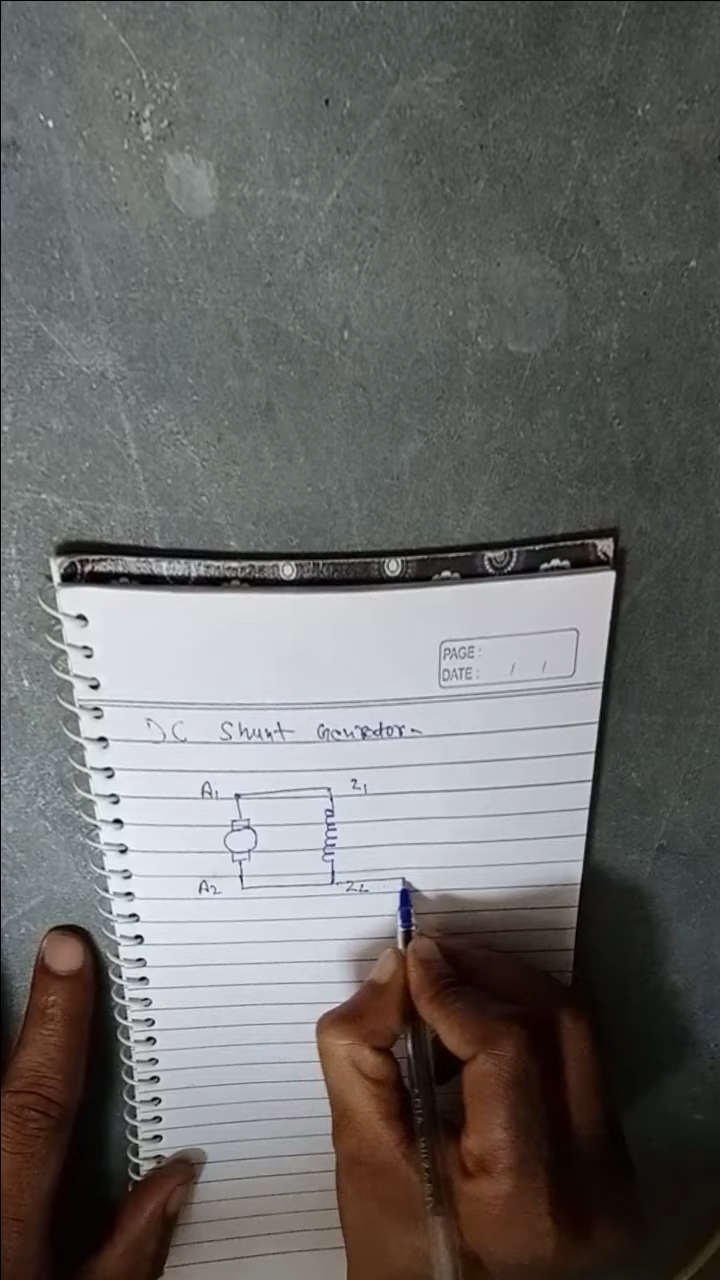 PAGE :
DATE : / /
DC Shunt Generator
A1 Z1
A2 Z2